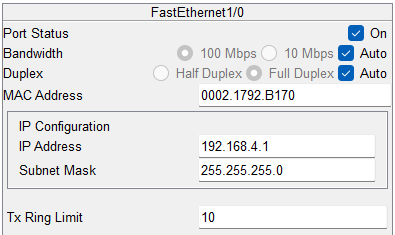 FastEthernet1/0
Port Status On
Bandwidth 100 Mbps 10 Mbps Auto
Duplex Half Duplex Full Duplex Auto
MAC Address 0002.1792.B170
IP Configuration
IP Address 192.168.4.1
Subnet Mask 255.255.255.0
Tx Ring Limit 10